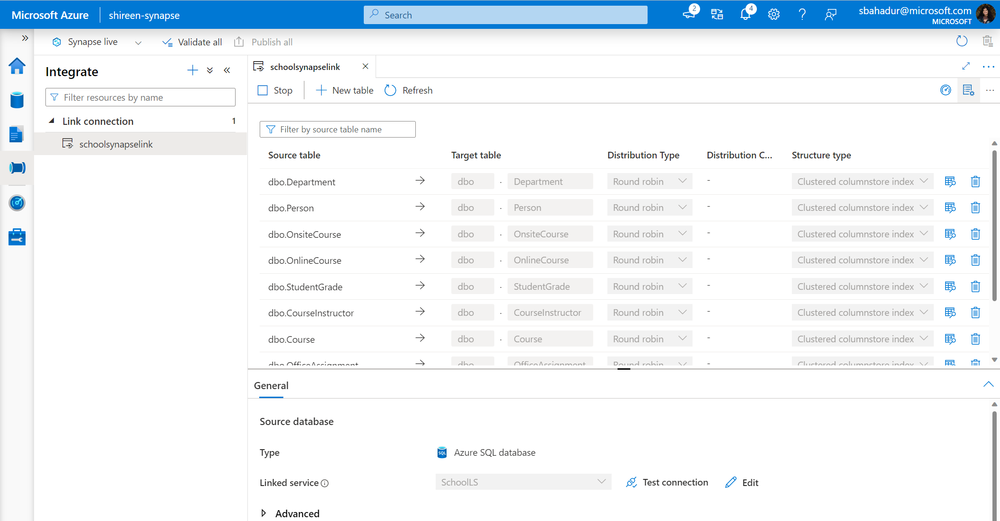 Microsoft Azure shireen-synapse Search 2 4 sbahadur@microsoft.com
MICROSOFT
Synapse live Validate all Publish all
Integrate
Filter resources by name
Link connection 1
schoolsynapselink
schoolsynapselink
Stop New table Refresh
Filter by source table name
Source table Target table Distribution Type Distribution C... Structure type
dbo.Department dbo . Department Round robin - Clustered columnstore index
dbo.Person dbo . Person Round robin - Clustered columnstore index
dbo.OnsiteCourse dbo . OnsiteCourse Round robin - Clustered columnstore index
dbo.OnlineCourse dbo . OnlineCourse Round robin - Clustered columnstore index
dbo.StudentGrade dbo . StudentGrade Round robin - Clustered columnstore index
dbo.CourseInstructor dbo . CourseInstructor Round robin - Clustered columnstore index
dbo.Course dbo . Course Round robin - Clustered columnstore index
dbo.OfficeAssignment dbo . OfficeAssignment Round robin - Clustered columnstore index
General
Source database
Type SQL Azure SQL database
Linked service SchoolLS Test connection Edit
Advanced